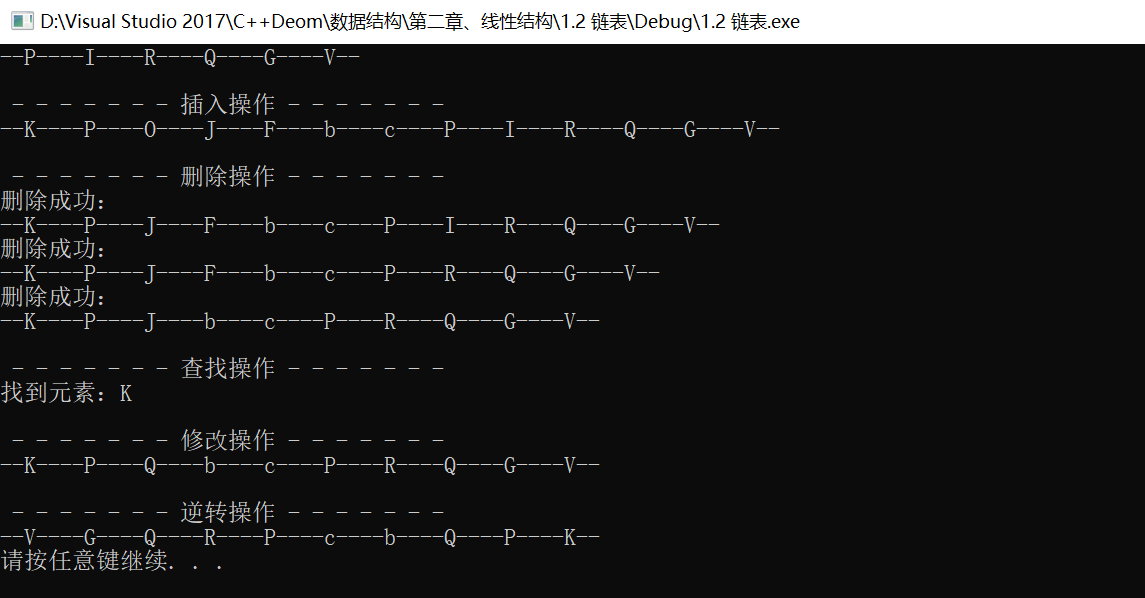 D:\Visual Studio 2017\C++Deom\数据结构\第二章、线性结构\1.2 链表\Debug\1.2 链表.exe
--P----I----R----Q----G----V--
- - - - - - - 插入操作 - - - - - - -
--K----P----O----J----F----b----c----P----I----R----Q----G----V--
- - - - - - - 删除操作 - - - - - - -
删除成功：
--K----P----J----F----b----c----P----I----R----Q----G----V--
删除成功：
--K----P----J----F----b----c----P----R----Q----G----V--
删除成功：
--K----P----J----b----c----P----R----Q----G----V--
- - - - - - - 查找操作 - - - - - - -
找到元素：K
- - - - - - - 修改操作 - - - - - - -
--K----P----Q----b----c----P----R----Q----G----V--
- - - - - - - 逆转操作 - - - - - - -
--V----G----Q----R----P----c----b----Q----P----K--
请按任意键继续. . .